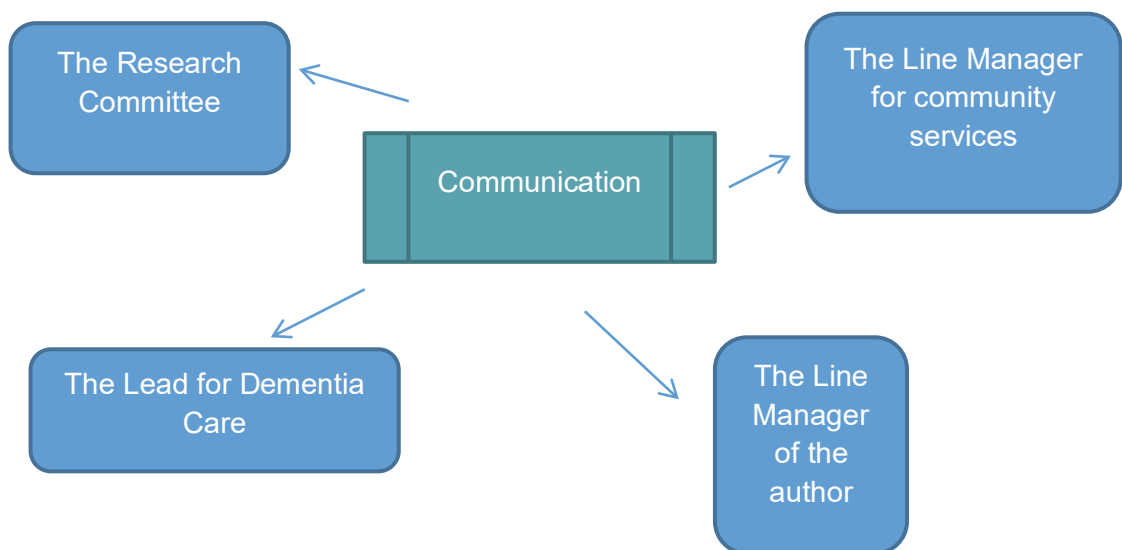 The Research
Committee
The Line Manager
for community
services
Communication
The Lead for Dementia
Care
The Line
Manager
of the
author